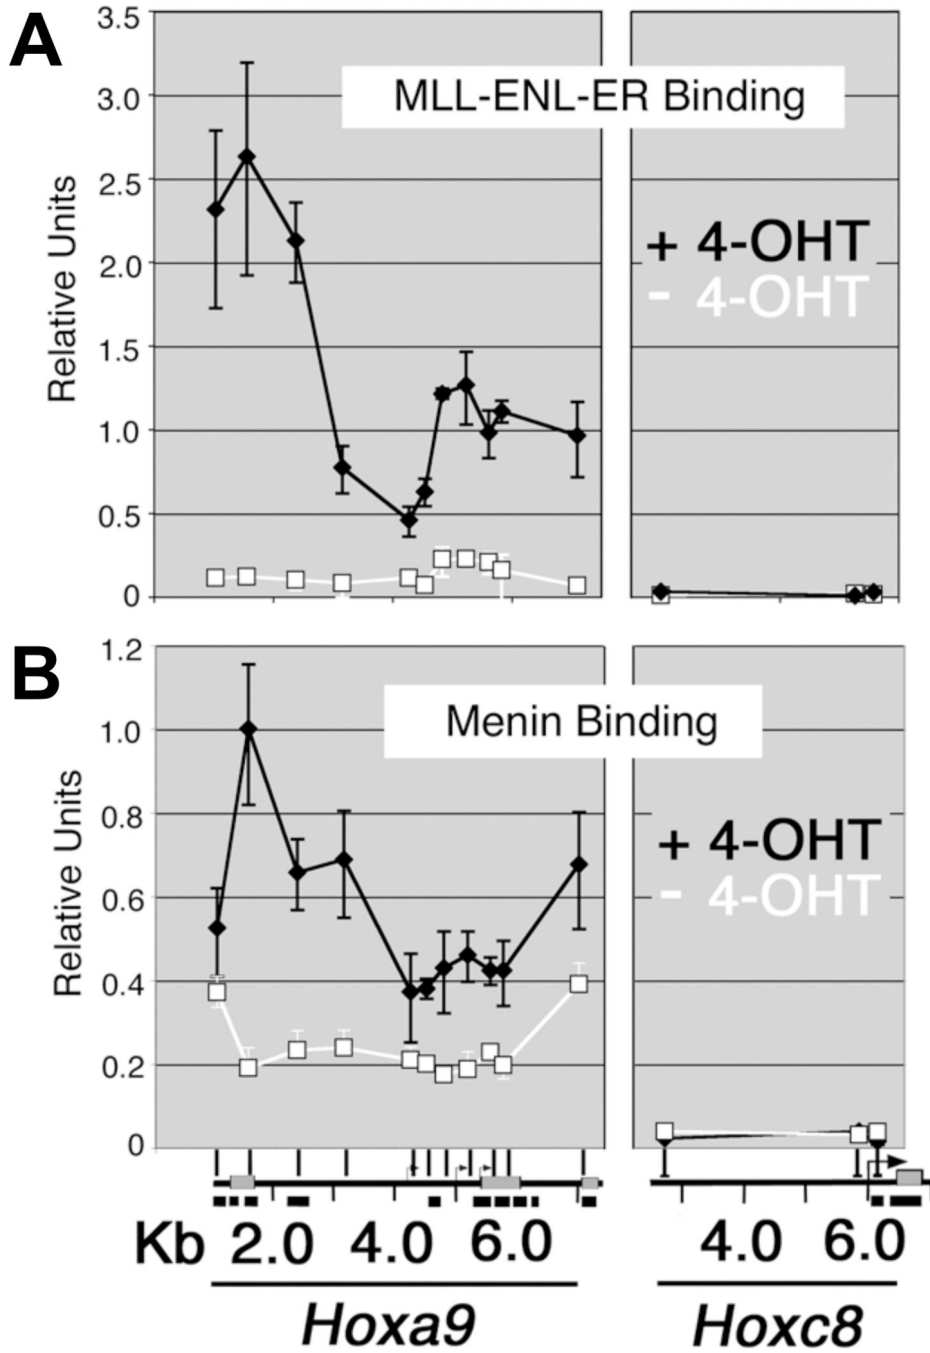 A
3.5
3.0
2.5
2.0
1.5
1.0
0.5
0
Relative Units
MLL-ENL-ER Binding
+ 4-OHT
- 4-OHT
B
1.2
1.0
0.8
0.6
0.4
0.2
0
Relative Units
Menin Binding
+ 4-OHT
- 4-OHT
Kb 2.0 4.0 6.0 4.0 6.0
Hoxa9 Hoxc8